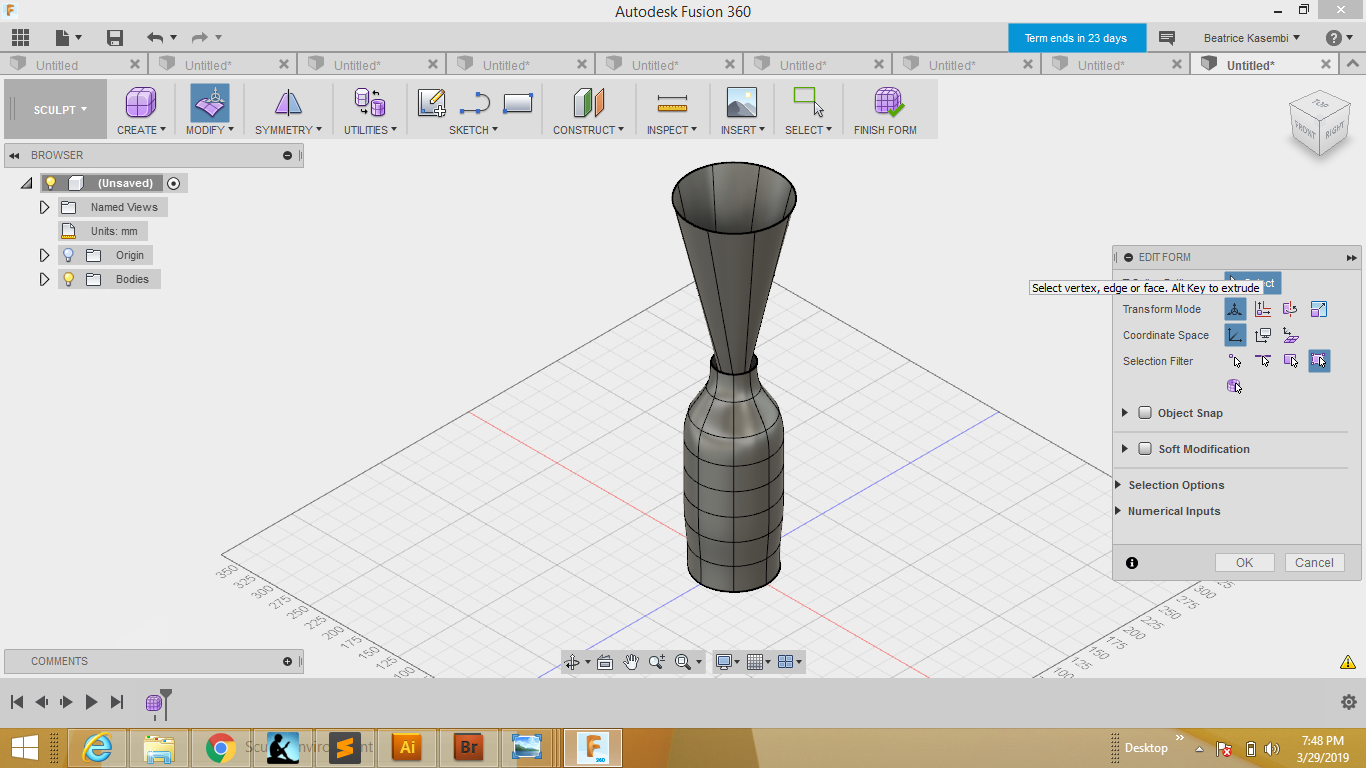 Autodesk Fusion 360
Term ends in 23 days
Beatrice Kasembi
Untitled
Untitled*
Untitled*
Untitled*
Untitled*
Untitled*
Untitled*
Untitled*
Untitled*
SCULPT
CREATE
MODIFY
SYMMETRY
UTILITIES
SKETCH
CONSTRUCT
INSPECT
INSERT
SELECT
FINISH FORM
TOP
FRONT
RIGHT
BROWSER
(Unsaved)
Named Views
Units: mm
Origin
Bodies
EDIT FORM
Select vertex, edge or face. Alt Key to extrude
Transform Mode
Coordinate Space
Selection Filter
Object Snap
Soft Modification
Selection Options
Numerical Inputs
OK
Cancel
350
325
300
275
250
225
200
175
150
125
100
300
275
250
225
200
175
150
125
100
COMMENTS
Ai
Br
F
360
Desktop
7:48 PM
3/29/2019